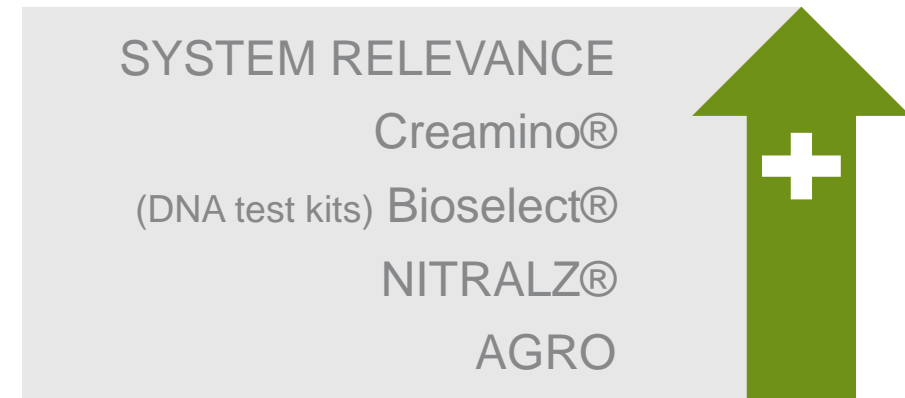 SYSTEM RELEVANCE
Creamino®
(DNA test kits) Bioselect®
NITRALZ®
AGRO